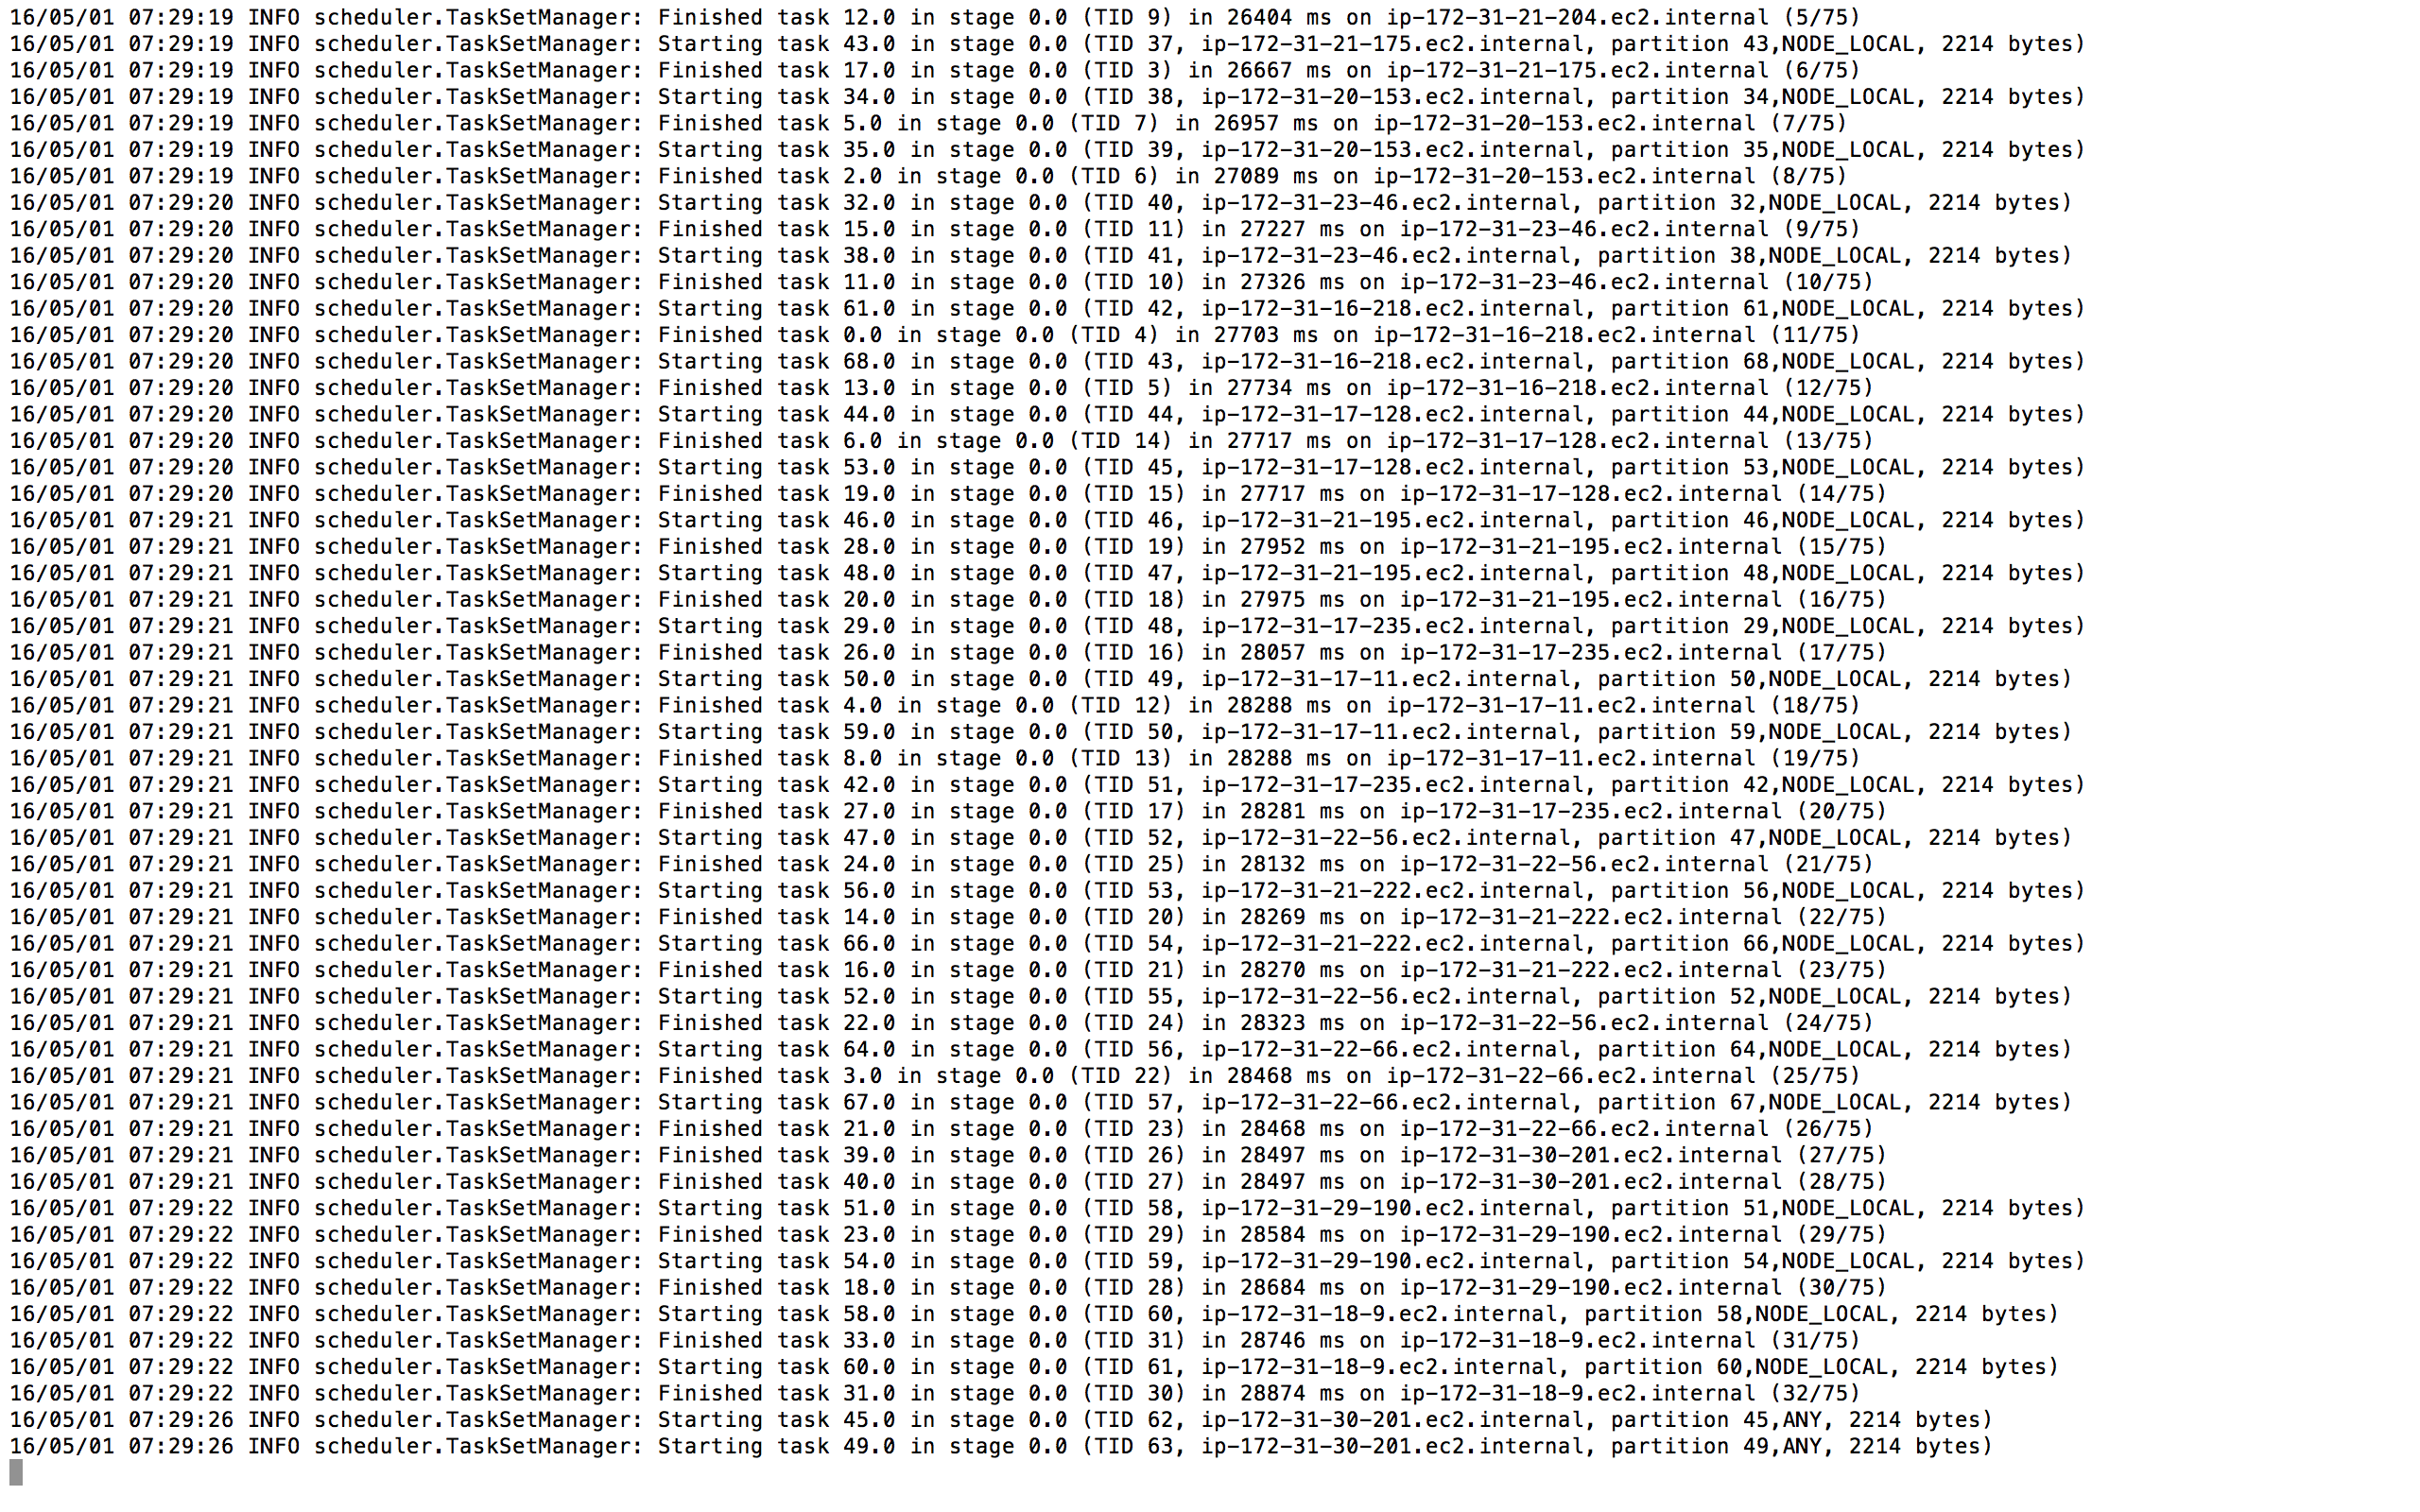 16/05/01 07:29:19 INFO scheduler.TaskSetManager: Finished task 12.0 in stage 0.0 (TID 9) in 26404 ms on ip-172-31-21-204.ec2.internal (5/75)
16/05/01 07:29:19 INFO scheduler.TaskSetManager: Starting task 43.0 in stage 0.0 (TID 37, ip-172-31-21-175.ec2.internal, partition 43,NODE_LOCAL, 2214 bytes)
16/05/01 07:29:19 INFO scheduler.TaskSetManager: Finished task 17.0 in stage 0.0 (TID 3) in 26667 ms on ip-172-31-21-175.ec2.internal (6/75)
16/05/01 07:29:19 INFO scheduler.TaskSetManager: Starting task 34.0 in stage 0.0 (TID 38, ip-172-31-20-153.ec2.internal, partition 34,NODE_LOCAL, 2214 bytes)
16/05/01 07:29:19 INFO scheduler.TaskSetManager: Finished task 5.0 in stage 0.0 (TID 7) in 26957 ms on ip-172-31-20-153.ec2.internal (7/75)
16/05/01 07:29:19 INFO scheduler.TaskSetManager: Starting task 35.0 in stage 0.0 (TID 39, ip-172-31-20-153.ec2.internal, partition 35,NODE_LOCAL, 2214 bytes)
16/05/01 07:29:19 INFO scheduler.TaskSetManager: Finished task 2.0 in stage 0.0 (TID 6) in 27089 ms on ip-172-31-20-153.ec2.internal (8/75)
16/05/01 07:29:20 INFO scheduler.TaskSetManager: Starting task 32.0 in stage 0.0 (TID 40, ip-172-31-23-46.ec2.internal, partition 32,NODE_LOCAL, 2214 bytes)
16/05/01 07:29:20 INFO scheduler.TaskSetManager: Finished task 15.0 in stage 0.0 (TID 11) in 27227 ms on ip-172-31-23-46.ec2.internal (9/75)
16/05/01 07:29:20 INFO scheduler.TaskSetManager: Starting task 38.0 in stage 0.0 (TID 41, ip-172-31-23-46.ec2.internal, partition 38,NODE_LOCAL, 2214 bytes)
16/05/01 07:29:20 INFO scheduler.TaskSetManager: Finished task 11.0 in stage 0.0 (TID 10) in 27326 ms on ip-172-31-23-46.ec2.internal (10/75)
16/05/01 07:29:20 INFO scheduler.TaskSetManager: Starting task 61.0 in stage 0.0 (TID 42, ip-172-31-16-218.ec2.internal, partition 61,NODE_LOCAL, 2214 bytes)
16/05/01 07:29:20 INFO scheduler.TaskSetManager: Finished task 0.0 in stage 0.0 (TID 4) in 27703 ms on ip-172-31-16-218.ec2.internal (11/75)
16/05/01 07:29:20 INFO scheduler.TaskSetManager: Starting task 68.0 in stage 0.0 (TID 43, ip-172-31-16-218.ec2.internal, partition 68,NODE_LOCAL, 2214 bytes)
16/05/01 07:29:20 INFO scheduler.TaskSetManager: Finished task 13.0 in stage 0.0 (TID 5) in 27734 ms on ip-172-31-16-218.ec2.internal (12/75)
16/05/01 07:29:20 INFO scheduler.TaskSetManager: Starting task 44.0 in stage 0.0 (TID 44, ip-172-31-17-128.ec2.internal, partition 44,NODE_LOCAL, 2214 bytes)
16/05/01 07:29:20 INFO scheduler.TaskSetManager: Finished task 6.0 in stage 0.0 (TID 14) in 27717 ms on ip-172-31-17-128.ec2.internal (13/75)
16/05/01 07:29:20 INFO scheduler.TaskSetManager: Starting task 53.0 in stage 0.0 (TID 45, ip-172-31-17-128.ec2.internal, partition 53,NODE_LOCAL, 2214 bytes)
16/05/01 07:29:20 INFO scheduler.TaskSetManager: Finished task 19.0 in stage 0.0 (TID 15) in 27717 ms on ip-172-31-17-128.ec2.internal (14/75)
16/05/01 07:29:21 INFO scheduler.TaskSetManager: Starting task 46.0 in stage 0.0 (TID 46, ip-172-31-21-195.ec2.internal, partition 46,NODE_LOCAL, 2214 bytes)
16/05/01 07:29:21 INFO scheduler.TaskSetManager: Finished task 28.0 in stage 0.0 (TID 19) in 27952 ms on ip-172-31-21-195.ec2.internal (15/75)
16/05/01 07:29:21 INFO scheduler.TaskSetManager: Starting task 48.0 in stage 0.0 (TID 47, ip-172-31-21-195.ec2.internal, partition 48,NODE_LOCAL, 2214 bytes)
16/05/01 07:29:21 INFO scheduler.TaskSetManager: Finished task 20.0 in stage 0.0 (TID 18) in 27975 ms on ip-172-31-21-195.ec2.internal (16/75)
16/05/01 07:29:21 INFO scheduler.TaskSetManager: Starting task 29.0 in stage 0.0 (TID 48, ip-172-31-17-235.ec2.internal, partition 29,NODE_LOCAL, 2214 bytes)
16/05/01 07:29:21 INFO scheduler.TaskSetManager: Finished task 26.0 in stage 0.0 (TID 16) in 28057 ms on ip-172-31-17-235.ec2.internal (17/75)
16/05/01 07:29:21 INFO scheduler.TaskSetManager: Starting task 50.0 in stage 0.0 (TID 49, ip-172-31-17-11.ec2.internal, partition 50,NODE_LOCAL, 2214 bytes)
16/05/01 07:29:21 INFO scheduler.TaskSetManager: Finished task 4.0 in stage 0.0 (TID 12) in 28288 ms on ip-172-31-17-11.ec2.internal (18/75)
16/05/01 07:29:21 INFO scheduler.TaskSetManager: Starting task 59.0 in stage 0.0 (TID 50, ip-172-31-17-11.ec2.internal, partition 59,NODE_LOCAL, 2214 bytes)
16/05/01 07:29:21 INFO scheduler.TaskSetManager: Finished task 8.0 in stage 0.0 (TID 13) in 28288 ms on ip-172-31-17-11.ec2.internal (19/75)
16/05/01 07:29:21 INFO scheduler.TaskSetManager: Starting task 42.0 in stage 0.0 (TID 51, ip-172-31-17-235.ec2.internal, partition 42,NODE_LOCAL, 2214 bytes)
16/05/01 07:29:21 INFO scheduler.TaskSetManager: Finished task 27.0 in stage 0.0 (TID 17) in 28281 ms on ip-172-31-17-235.ec2.internal (20/75)
16/05/01 07:29:21 INFO scheduler.TaskSetManager: Starting task 47.0 in stage 0.0 (TID 52, ip-172-31-22-56.ec2.internal, partition 47,NODE_LOCAL, 2214 bytes)
16/05/01 07:29:21 INFO scheduler.TaskSetManager: Finished task 24.0 in stage 0.0 (TID 25) in 28132 ms on ip-172-31-22-56.ec2.internal (21/75)
16/05/01 07:29:21 INFO scheduler.TaskSetManager: Starting task 56.0 in stage 0.0 (TID 53, ip-172-31-21-222.ec2.internal, partition 56,NODE_LOCAL, 2214 bytes)
16/05/01 07:29:21 INFO scheduler.TaskSetManager: Finished task 14.0 in stage 0.0 (TID 20) in 28269 ms on ip-172-31-21-222.ec2.internal (22/75)
16/05/01 07:29:21 INFO scheduler.TaskSetManager: Starting task 66.0 in stage 0.0 (TID 54, ip-172-31-21-222.ec2.internal, partition 66,NODE_LOCAL, 2214 bytes)
16/05/01 07:29:21 INFO scheduler.TaskSetManager: Finished task 16.0 in stage 0.0 (TID 21) in 28270 ms on ip-172-31-21-222.ec2.internal (23/75)
16/05/01 07:29:21 INFO scheduler.TaskSetManager: Starting task 52.0 in stage 0.0 (TID 55, ip-172-31-22-56.ec2.internal, partition 52,NODE_LOCAL, 2214 bytes)
16/05/01 07:29:21 INFO scheduler.TaskSetManager: Finished task 22.0 in stage 0.0 (TID 24) in 28323 ms on ip-172-31-22-56.ec2.internal (24/75)
16/05/01 07:29:21 INFO scheduler.TaskSetManager: Starting task 64.0 in stage 0.0 (TID 56, ip-172-31-22-66.ec2.internal, partition 64,NODE_LOCAL, 2214 bytes)
16/05/01 07:29:21 INFO scheduler.TaskSetManager: Finished task 3.0 in stage 0.0 (TID 22) in 28468 ms on ip-172-31-22-66.ec2.internal (25/75)
16/05/01 07:29:21 INFO scheduler.TaskSetManager: Starting task 67.0 in stage 0.0 (TID 57, ip-172-31-22-66.ec2.internal, partition 67,NODE_LOCAL, 2214 bytes)
16/05/01 07:29:21 INFO scheduler.TaskSetManager: Finished task 21.0 in stage 0.0 (TID 23) in 28468 ms on ip-172-31-22-66.ec2.internal (26/75)
16/05/01 07:29:21 INFO scheduler.TaskSetManager: Finished task 39.0 in stage 0.0 (TID 26) in 28497 ms on ip-172-31-30-201.ec2.internal (27/75)
16/05/01 07:29:21 INFO scheduler.TaskSetManager: Finished task 40.0 in stage 0.0 (TID 27) in 28497 ms on ip-172-31-30-201.ec2.internal (28/75)
16/05/01 07:29:22 INFO scheduler.TaskSetManager: Starting task 51.0 in stage 0.0 (TID 58, ip-172-31-29-190.ec2.internal, partition 51,NODE_LOCAL, 2214 bytes)
16/05/01 07:29:22 INFO scheduler.TaskSetManager: Finished task 23.0 in stage 0.0 (TID 29) in 28584 ms on ip-172-31-29-190.ec2.internal (29/75)
16/05/01 07:29:22 INFO scheduler.TaskSetManager: Starting task 54.0 in stage 0.0 (TID 59, ip-172-31-29-190.ec2.internal, partition 54,NODE_LOCAL, 2214 bytes)
16/05/01 07:29:22 INFO scheduler.TaskSetManager: Finished task 18.0 in stage 0.0 (TID 28) in 28684 ms on ip-172-31-29-190.ec2.internal (30/75)
16/05/01 07:29:22 INFO scheduler.TaskSetManager: Starting task 58.0 in stage 0.0 (TID 60, ip-172-31-18-9.ec2.internal, partition 58,NODE_LOCAL, 2214 bytes)
16/05/01 07:29:22 INFO scheduler.TaskSetManager: Finished task 33.0 in stage 0.0 (TID 31) in 28746 ms on ip-172-31-18-9.ec2.internal (31/75)
16/05/01 07:29:22 INFO scheduler.TaskSetManager: Starting task 60.0 in stage 0.0 (TID 61, ip-172-31-18-9.ec2.internal, partition 60,NODE_LOCAL, 2214 bytes)
16/05/01 07:29:22 INFO scheduler.TaskSetManager: Finished task 31.0 in stage 0.0 (TID 30) in 28874 ms on ip-172-31-18-9.ec2.internal (32/75)
16/05/01 07:29:26 INFO scheduler.TaskSetManager: Starting task 45.0 in stage 0.0 (TID 62, ip-172-31-30-201.ec2.internal, partition 45,ANY, 2214 bytes)
16/05/01 07:29:26 INFO scheduler.TaskSetManager: Starting task 49.0 in stage 0.0 (TID 63, ip-172-31-30-201.ec2.internal, partition 49,ANY, 2214 bytes)